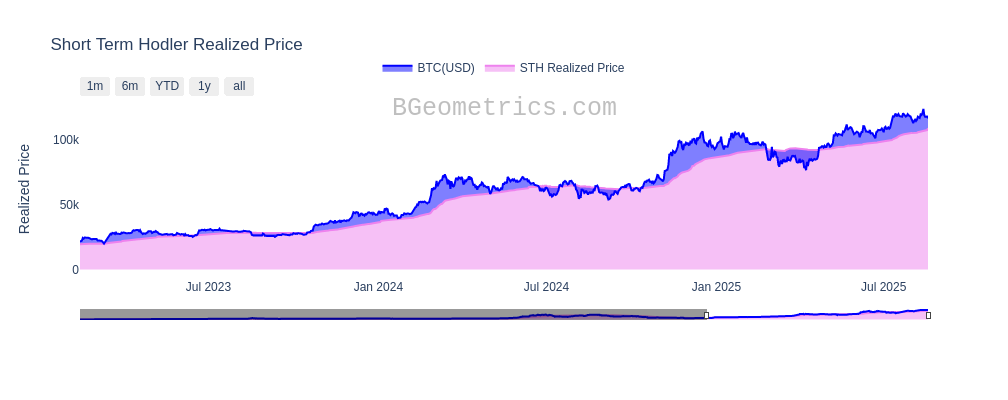 Short Term Hodler Realized Price
BTC(USD) STH Realized Price
1m 6m YTD 1y all
BGeometrics.com
Realized Price
100k
50k
0
Jul 2023 Jan 2024 Jul 2024 Jan 2025 Jul 2025